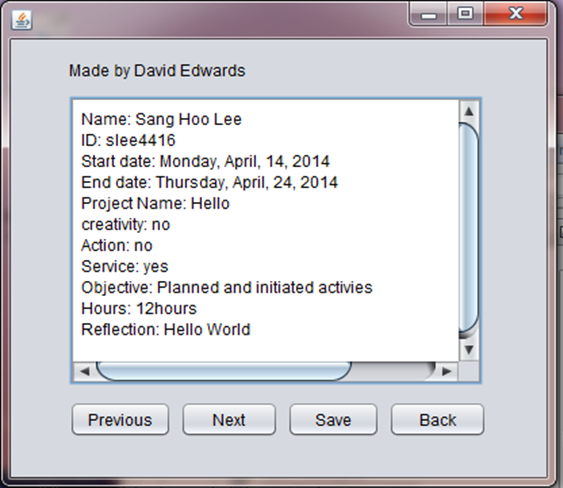 Made by David Edwards
Name: Sang Hoo Lee
ID: slee4416
Start date: Monday, April, 14, 2014
End date: Thursday, April, 24, 2014
Project Name: Hello
creativity: no
Action: no
Service: yes
Objective: Planned and initiated activies
Hours: 12hours
Reflection: Hello World
Previous Next Save Back